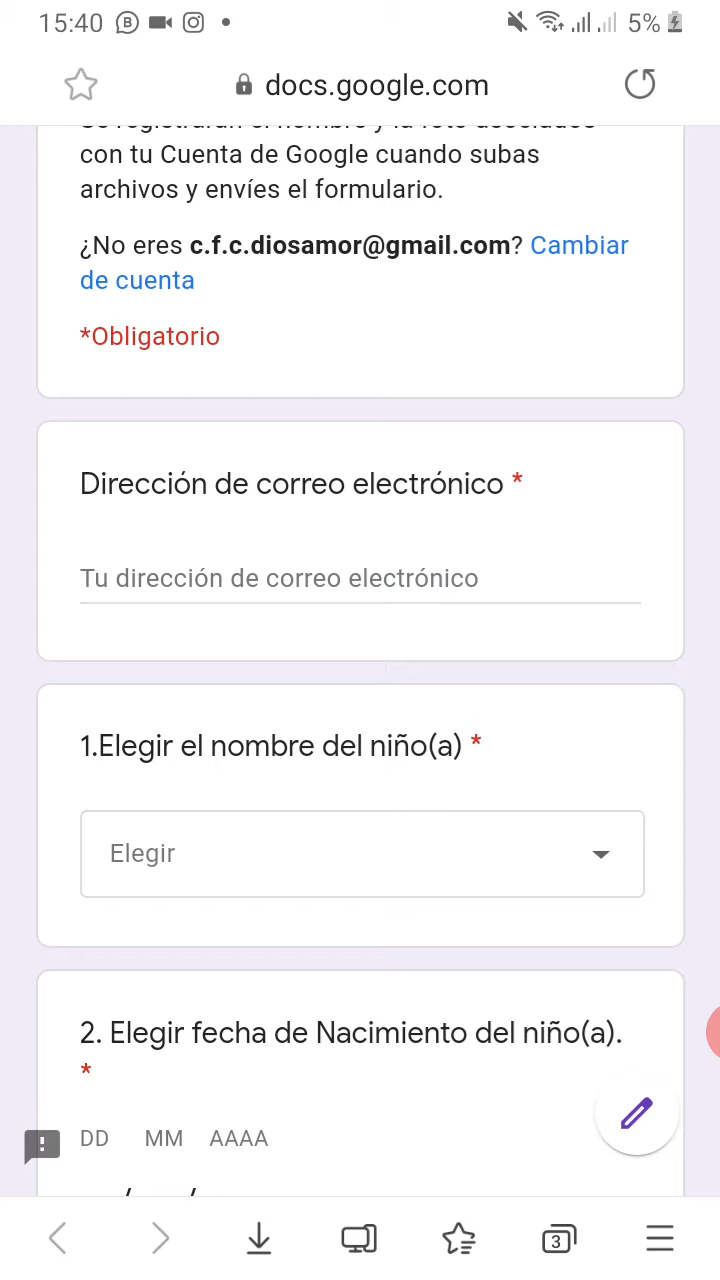 15:40
5%
docs.google.com
con tu Cuenta de Google cuando subas
archivos y envíes el formulario.
¿No eres c.f.c.diosamor@gmail.com? Cambiar
de cuenta
*Obligatorio
Dirección de correo electrónico *
Tu dirección de correo electrónico
1.Elegir el nombre del niño(a) *
Elegir
2. Elegir fecha de Nacimiento del niño(a).
*
DD MM AAAA
/ /
3